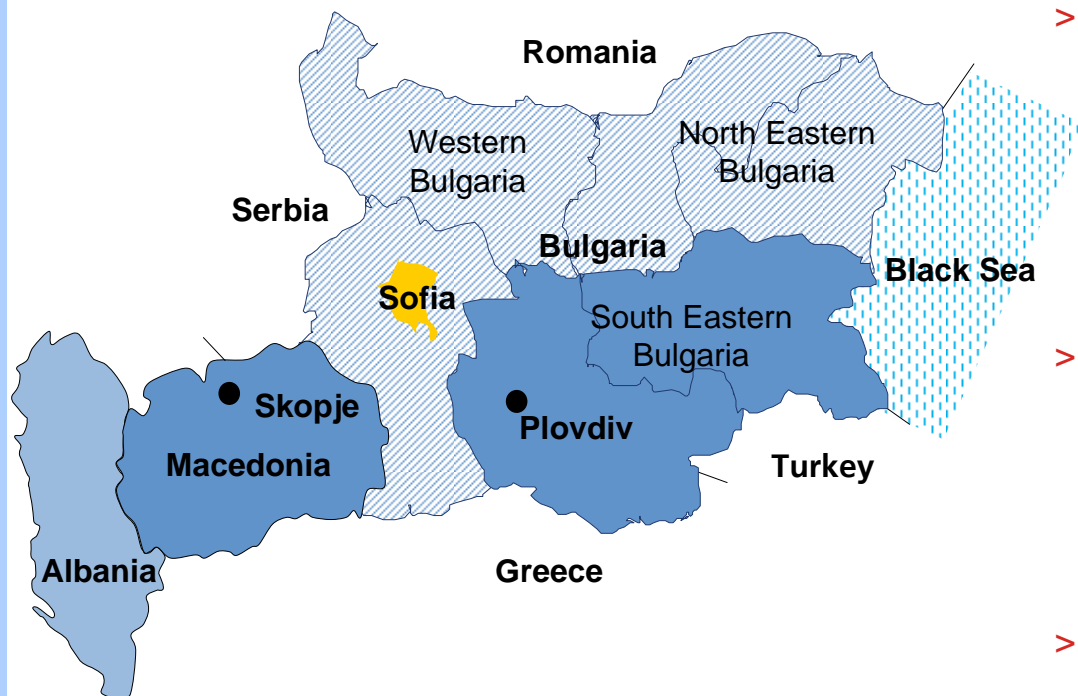 >
Romania
Western
Bulgaria
North Eastern
Bulgaria
Serbia
Bulgaria
Black Sea
Sofia
South Eastern
Bulgaria
>
Skopje
Plovdiv
Macedonia
Turkey
Albania
Greece
>